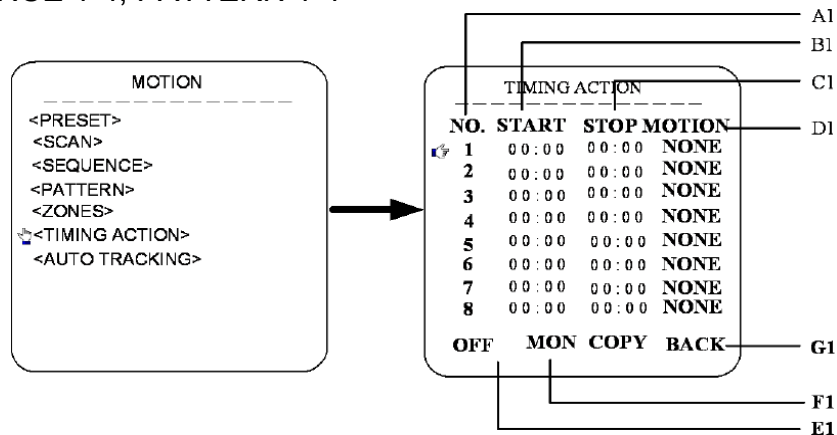 A1
B1
MOTION
<PRESET>
<SCAN>
<SEQUENCE>
<PATTERN>
<ZONES>
<TIMING ACTION>
<AUTO TRACKING>
TIMING ACTION
C1
NO. START STOP MOTION
D1
1 00:00 00:00 NONE
2 00:00 00:00 NONE
3 00:00 00:00 NONE
4 00:00 00:00 NONE
5 00:00 00:00 NONE
6 00:00 00:00 NONE
7 00:00 00:00 NONE
8 00:00 00:00 NONE
OFF MON COPY BACK
G1
F1
E1